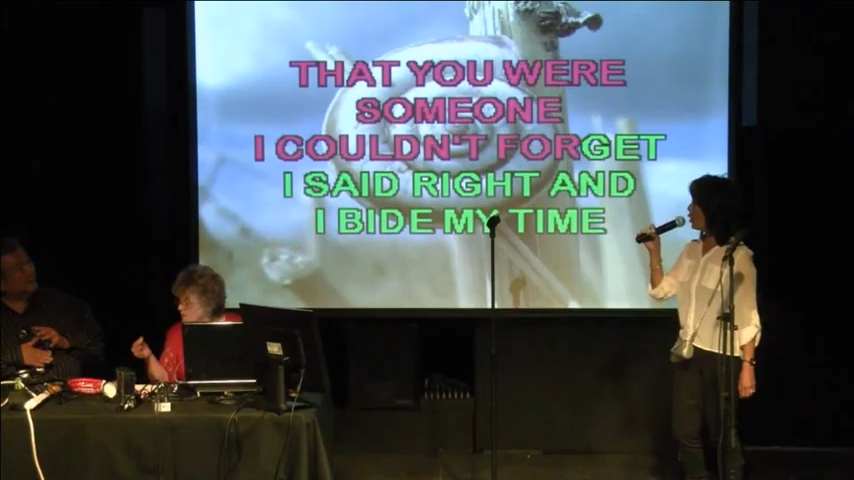 THAT YOU WERE
SOMEONE
I COULDN'T FORGET
I SAID RIGHT AND
I BIDE MY TIME